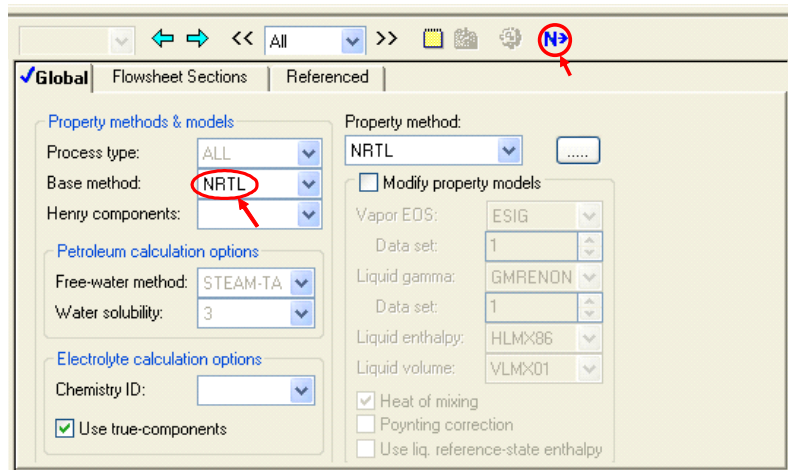 << All >> N
Global Flowsheet Sections Referenced
Property methods & models
Process type: ALL
Base method: NRTL
Henry components:
Petroleum calculation options
Free-water method: STEAM-TA
Water solubility: 3
Electrolyte calculation options
Chemistry ID:
Use true-components
Property method:
NRTL .....
Modify property models
Vapor EOS: ESIG
Data set: 1
Liquid gamma: GMRENON
Data set: 1
Liquid enthalpy: HLMX86
Liquid volume: VLMX01
Heat of mixing
Poynting correction
Use liq. reference-state enthalpy